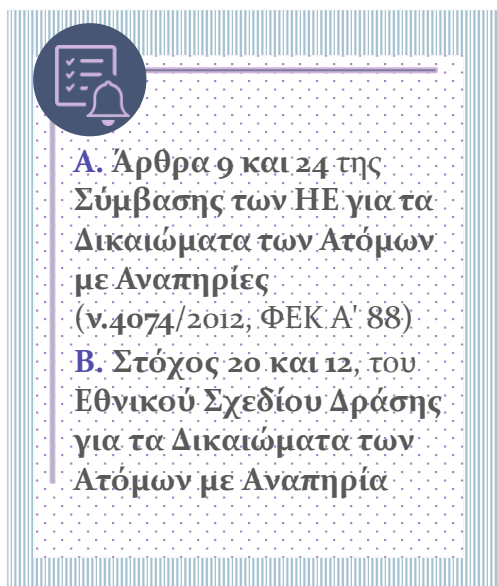 Α. Άρθρα 9 και 24 της
Σύμβασης των ΗΕ για τα
Δικαιώματα των Ατόμων
με Αναπηρίες
(ν.4074/2012, ΦΕΚ Α' 88)
Β. Στόχος 20 και 12, του
Εθνικού Σχεδίου Δράσης
για τα Δικαιώματα των
Ατόμων με Αναπηρία